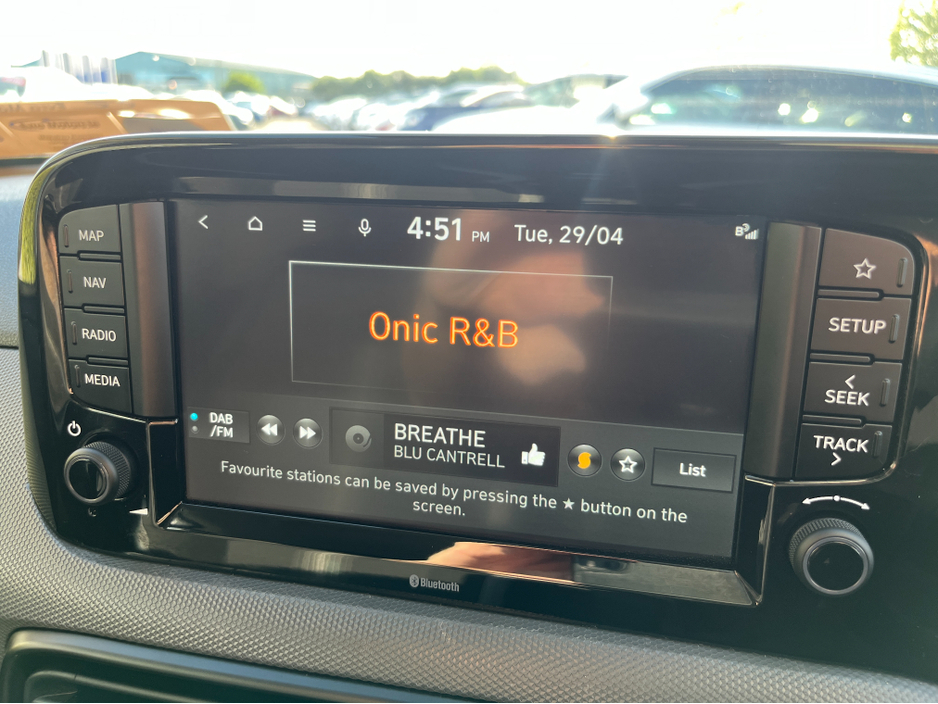 4:51 PM Tue, 29/04 B
MAP
NAV
RADIO
MEDIA
0nic R&B
DAB
/FM
BREATHE
BLU CANTRELL
List
Favourite stations can be saved by pressing the ★ button on the
screen.
SETUP
<
SEEK
TRACK
>
Bluetooth